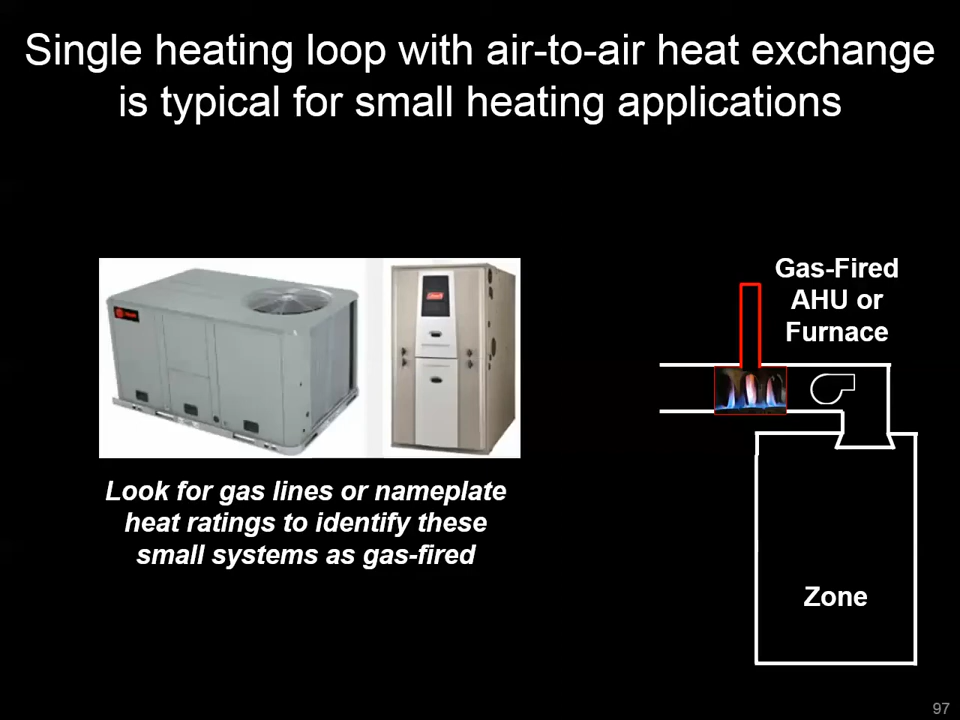 Single heating loop with air-to-air heat exchange
is typical for small heating applications
Gas-Fired
AHU or
Furnace
Look for gas lines or nameplate
heat ratings to identify these
small systems as gas-fired
Zone
97